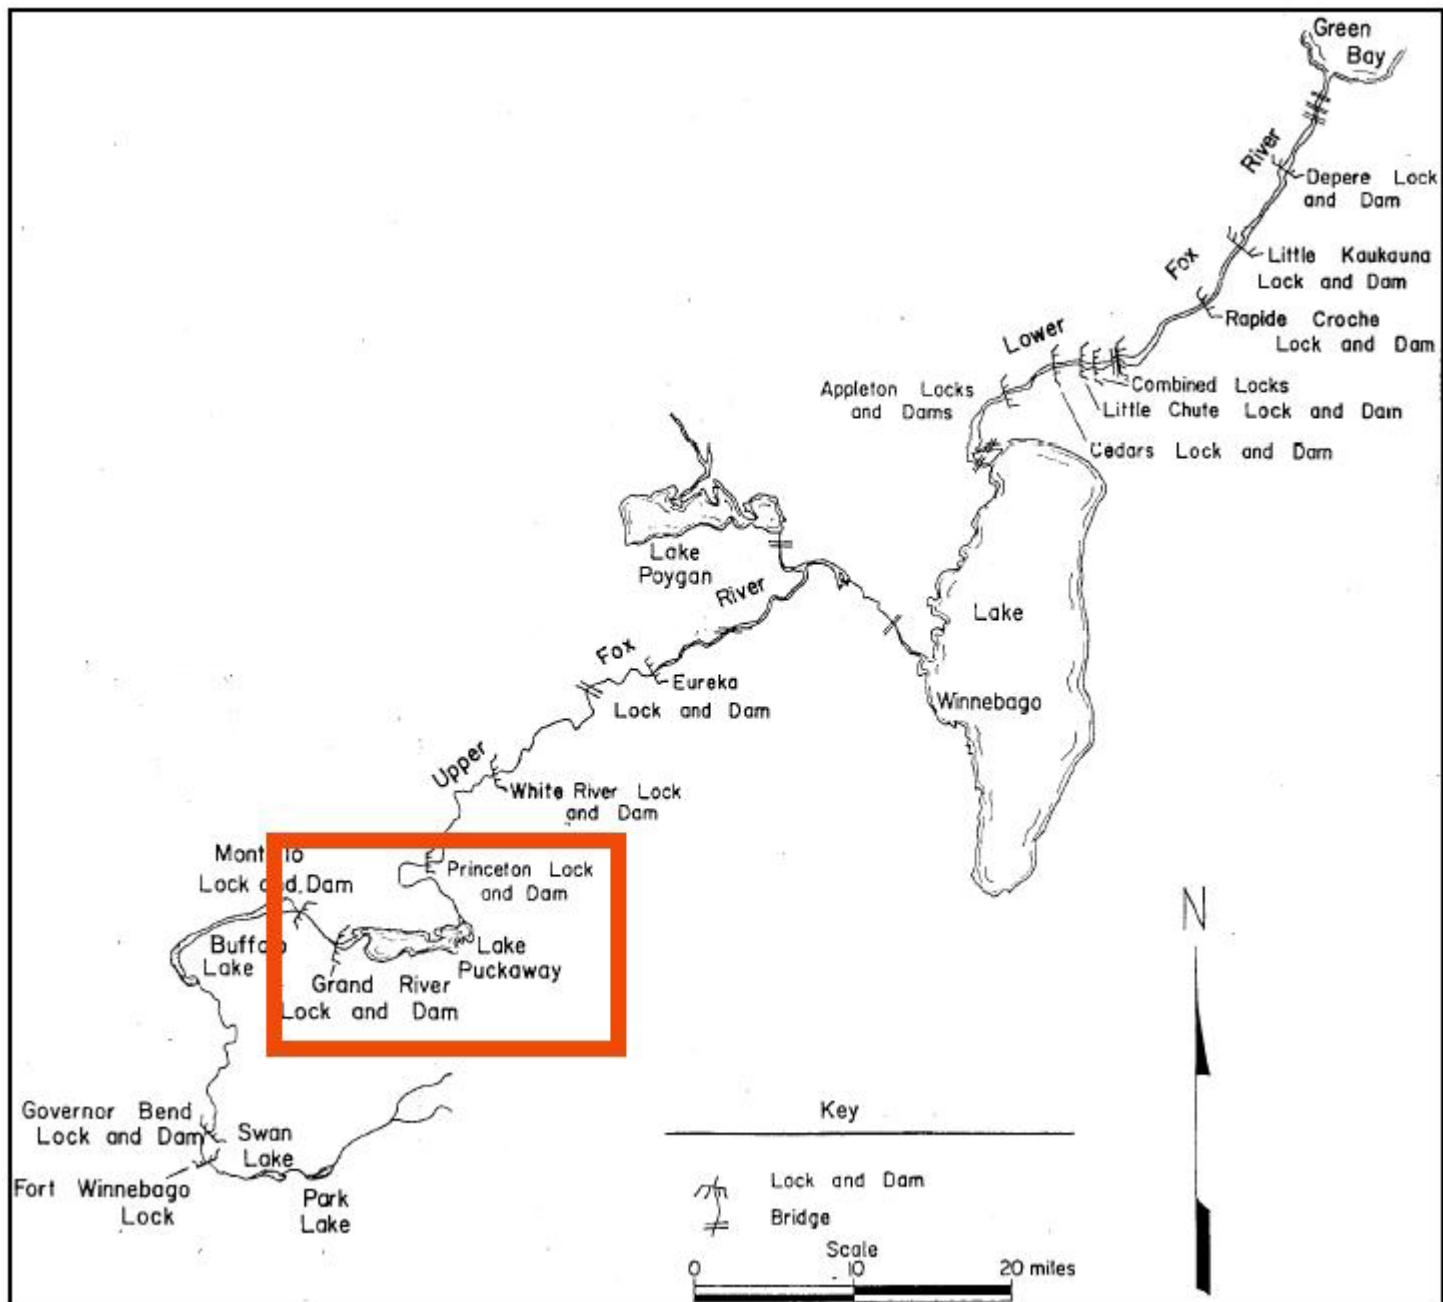 Green
Bay
River
Depere Lock
and Dam
Little Kaukauna
Lock and Dam
Fox
Rapide Croche
Lock and Dam
Lower
Combined Locks
Appleton Locks
and Dams
Little Chute Lock and Dam
Cedars Lock and Dam
Lake
Poygan
River
Lake
Winnebago
Fox
Eureka
Lock and Dam
Upper
White River Lock
and Dam
Princeton Lock
and Dam
Lock and Dam
Buffalo
Lake
Lake
Puckaway
Grand River
Lock and Dam
N
Governor Bend
Lock and Dam
Swan
Lake
Fort Winnebago
Lock
Park
Lake
Key
Lock and Dam
Bridge
Scale
0 10 20 miles